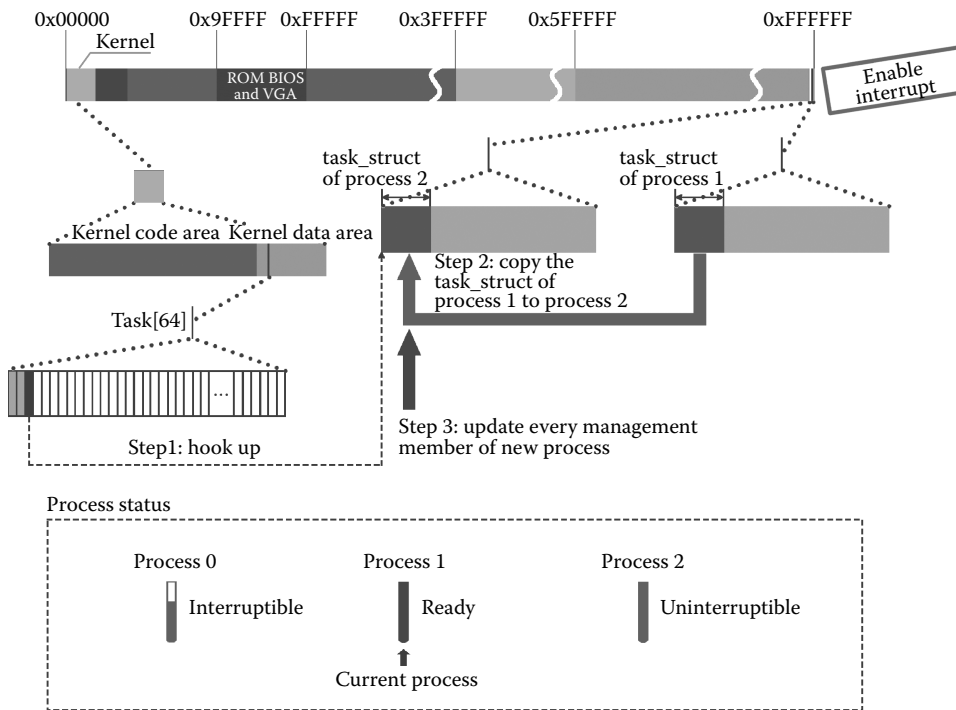 0x00000 0x9FFFF 0xFFFFF 0x3FFFFF 0x5FFFFF 0xFFFFFF
Kernel
ROM BIOS
and VGA
Enable
interrupt
task_struct
of process 2
task_struct
of process 1
Kernel code area Kernel data area
Step 2: copy the
task_struct of
process 1 to process 2
Task[64]
...
Step1: hook up
Step 3: update every management
member of new process
Process status
Process 0 Process 1 Process 2
Interruptible Ready Uninterruptible
Current process